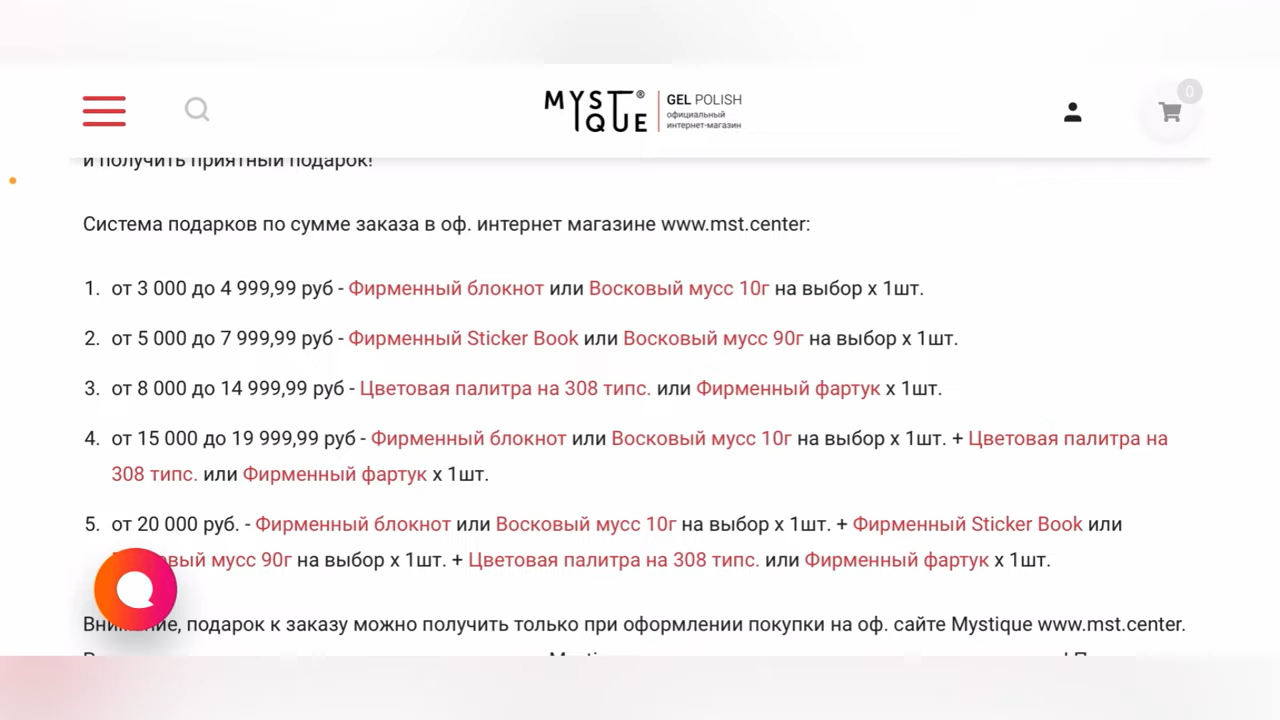 MYSTIQUE® GEL POLISH
официальный
интернет-магазин
0
и получить приятный подарок!
Система подарков по сумме заказа в оф. интернет магазине www.mst.center:
1. от 3 000 до 4 999,99 руб - Фирменный блокнот или Восковый мусс 10г на выбор х 1шт.
2. от 5 000 до 7 999,99 руб - Фирменный Sticker Book или Восковый мусс 90г на выбор х 1шт.
3. от 8 000 до 14 999,99 руб - Цветовая палитра на 308 типс. или Фирменный фартук х 1шт.
4. от 15 000 до 19 999,99 руб - Фирменный блокнот или Восковый мусс 10г на выбор х 1шт. + Цветовая палитра на
308 типс. или Фирменный фартук х 1шт.
5. от 20 000 руб. - Фирменный блокнот или Восковый мусс 10г на выбор х 1шт. + Фирменный Sticker Book или
Восковый мусс 90г на выбор х 1шт. + Цветовая палитра на 308 типс. или Фирменный фартук х 1шт.
Внимание, подарок к заказу можно получить только при оформлении покупки на оф. сайте Mystique www.mst.center.